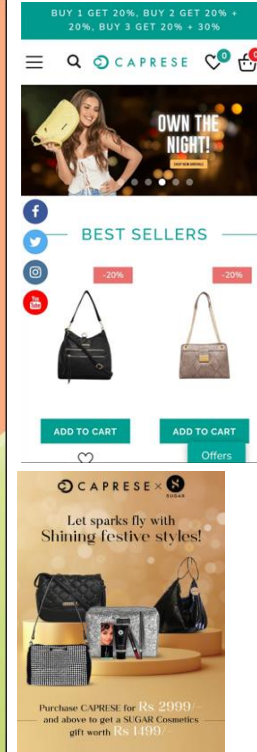 BUY 1 GET 20%, BUY 2 GET 20% +
20%, BUY 3 GET 20% + 30%
CAPRESE
0
0
OWN THE
NIGHT!
SHOP NEW ARRIVALS
BEST SELLERS
-20%
-20%
You
Tube
ADD TO CART
ADD TO CART
Offers
CAPRESE × SUGAR
Let sparks fly with
Shining festive styles!
Purchase CAPRESE for Rs 2999/-
and above to get a SUGAR Cosmetics
gift worth Rs 1499/-